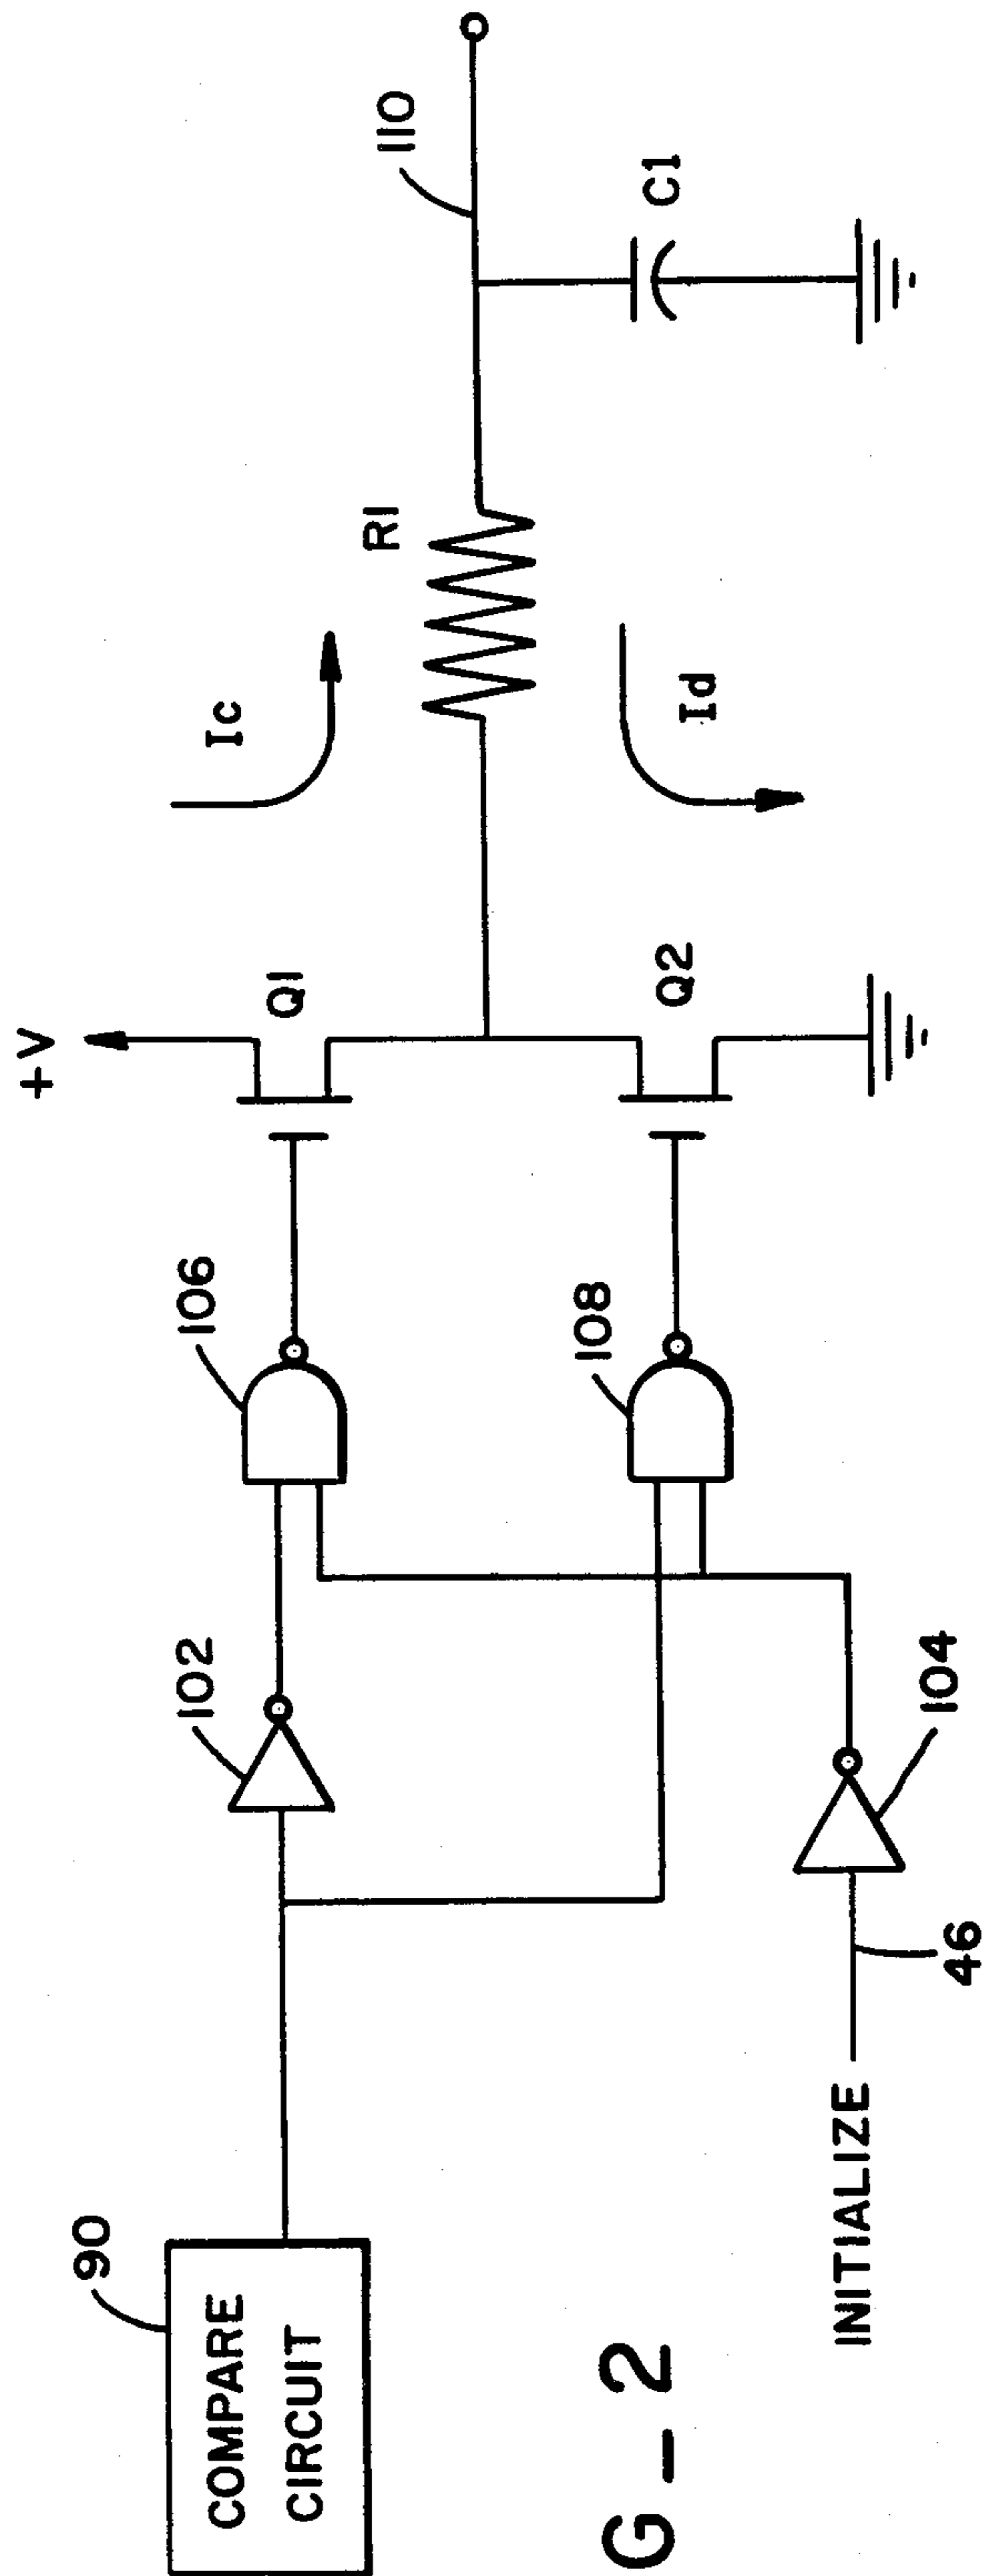 +V
Q1
Ic
R1
110
C1
Id
Q2
106
108
102
104
46
INITIALIZE
90
COMPARE
CIRCUIT
G - 2